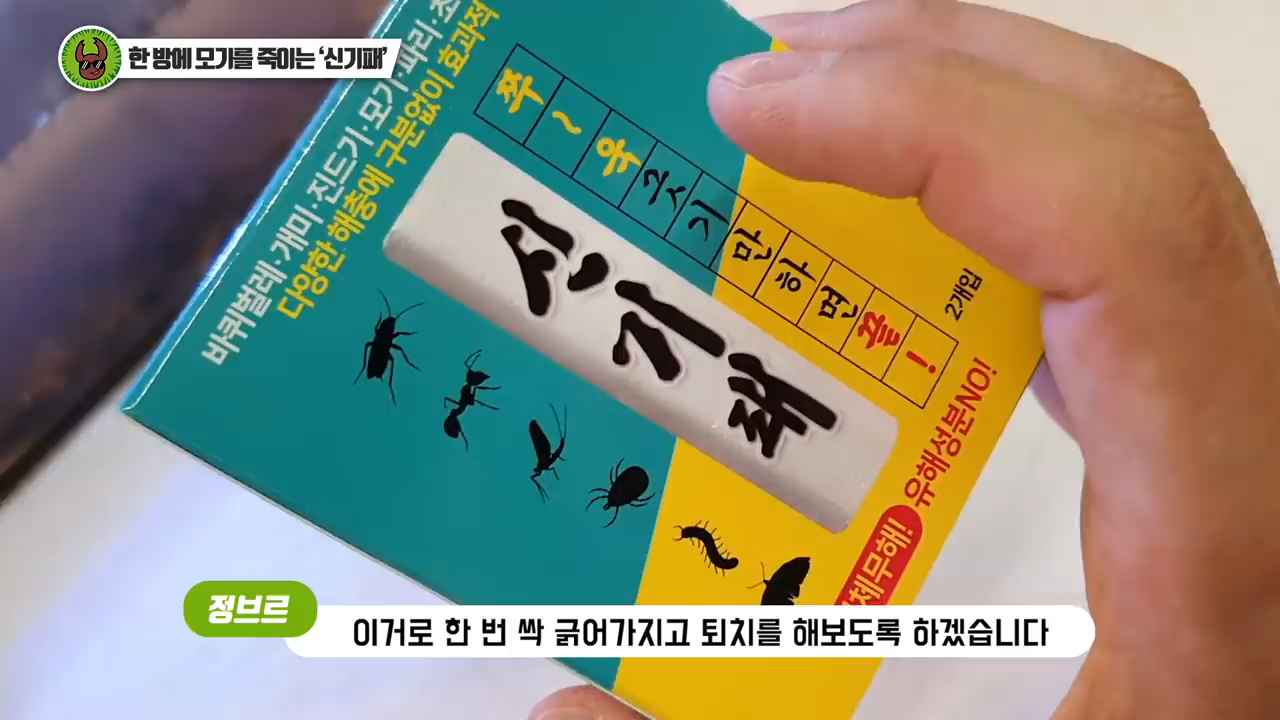 한 방에 모기를 죽이는 ‘신기패’
바퀴벌레·개미·진드기·모기·파리·초
다양한 해충에 구분없이 효과적
쭈~욱긋기만하면끝!
신기패
2개입
체무해! 유해성분NO!
정브르
이거로 한 번 싹 긁어가지고 퇴치를 해보도록 하겠습니다